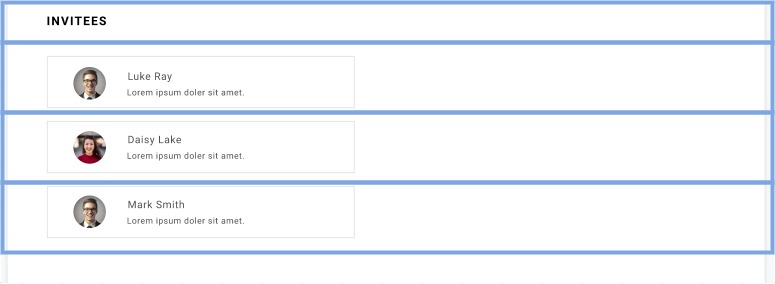 INVITEES
Luke Ray
Lorem ipsum doler sit amet.
Daisy Lake
Lorem ipsum doler sit amet.
Mark Smith
Lorem ipsum doler sit amet.